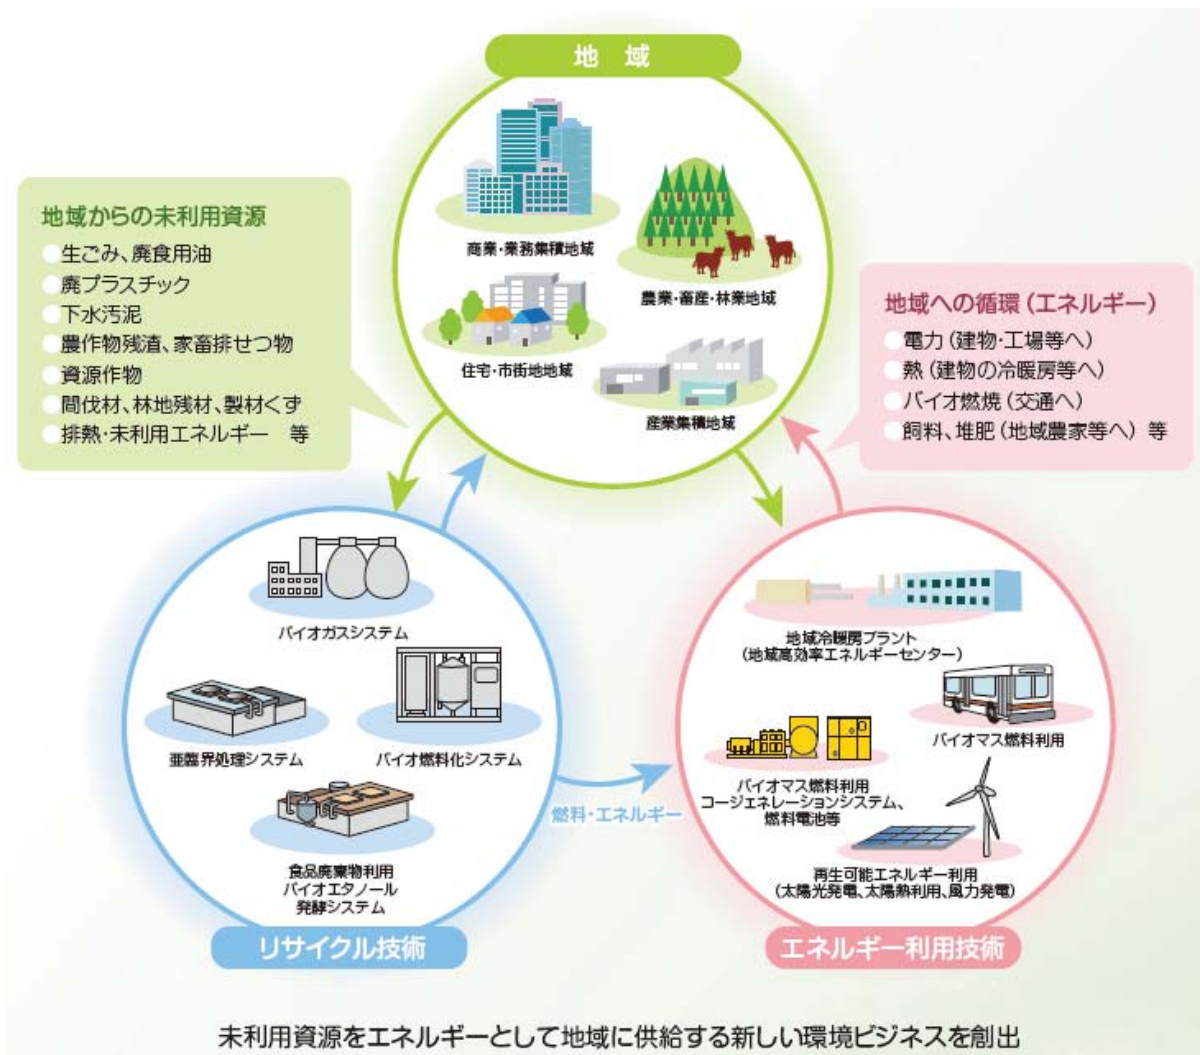 地 域
商業・業務集積地域
農業・畜産・林業地域
住宅・市街地地域
産業集積地域
地域からの未利用資源
生ごみ、廃食用油
廃プラスチック
下水汚泥
農作物残渣、家畜排せつ物
資源作物
間伐材、林地残材、製材くず
排熱・未利用エネルギー 等
地域への循環(エネルギー)
電力(建物・工場等へ)
熱(建物の冷暖房等へ)
バイオ燃焼(交通へ)
飼料、堆肥(地域農家等へ)等
バイオガスシステム
亜臨界処理システム
バイオ燃料化システム
食品廃棄物利用
バイオエタノール
発酵システム
リサイクル技術
燃料・エネルギー
地域冷暖房プラント
(地域高効率エネルギーセンター)
バイオマス燃料利用
バイオマス燃料利用
コージェネレーションシステム、
燃料電池等
再生可能エネルギー利用
(太陽光発電、太陽熱利用、風力発電)
エネルギー利用技術
未利用資源をエネルギーとして地域に供給する新しい環境ビジネスを創出